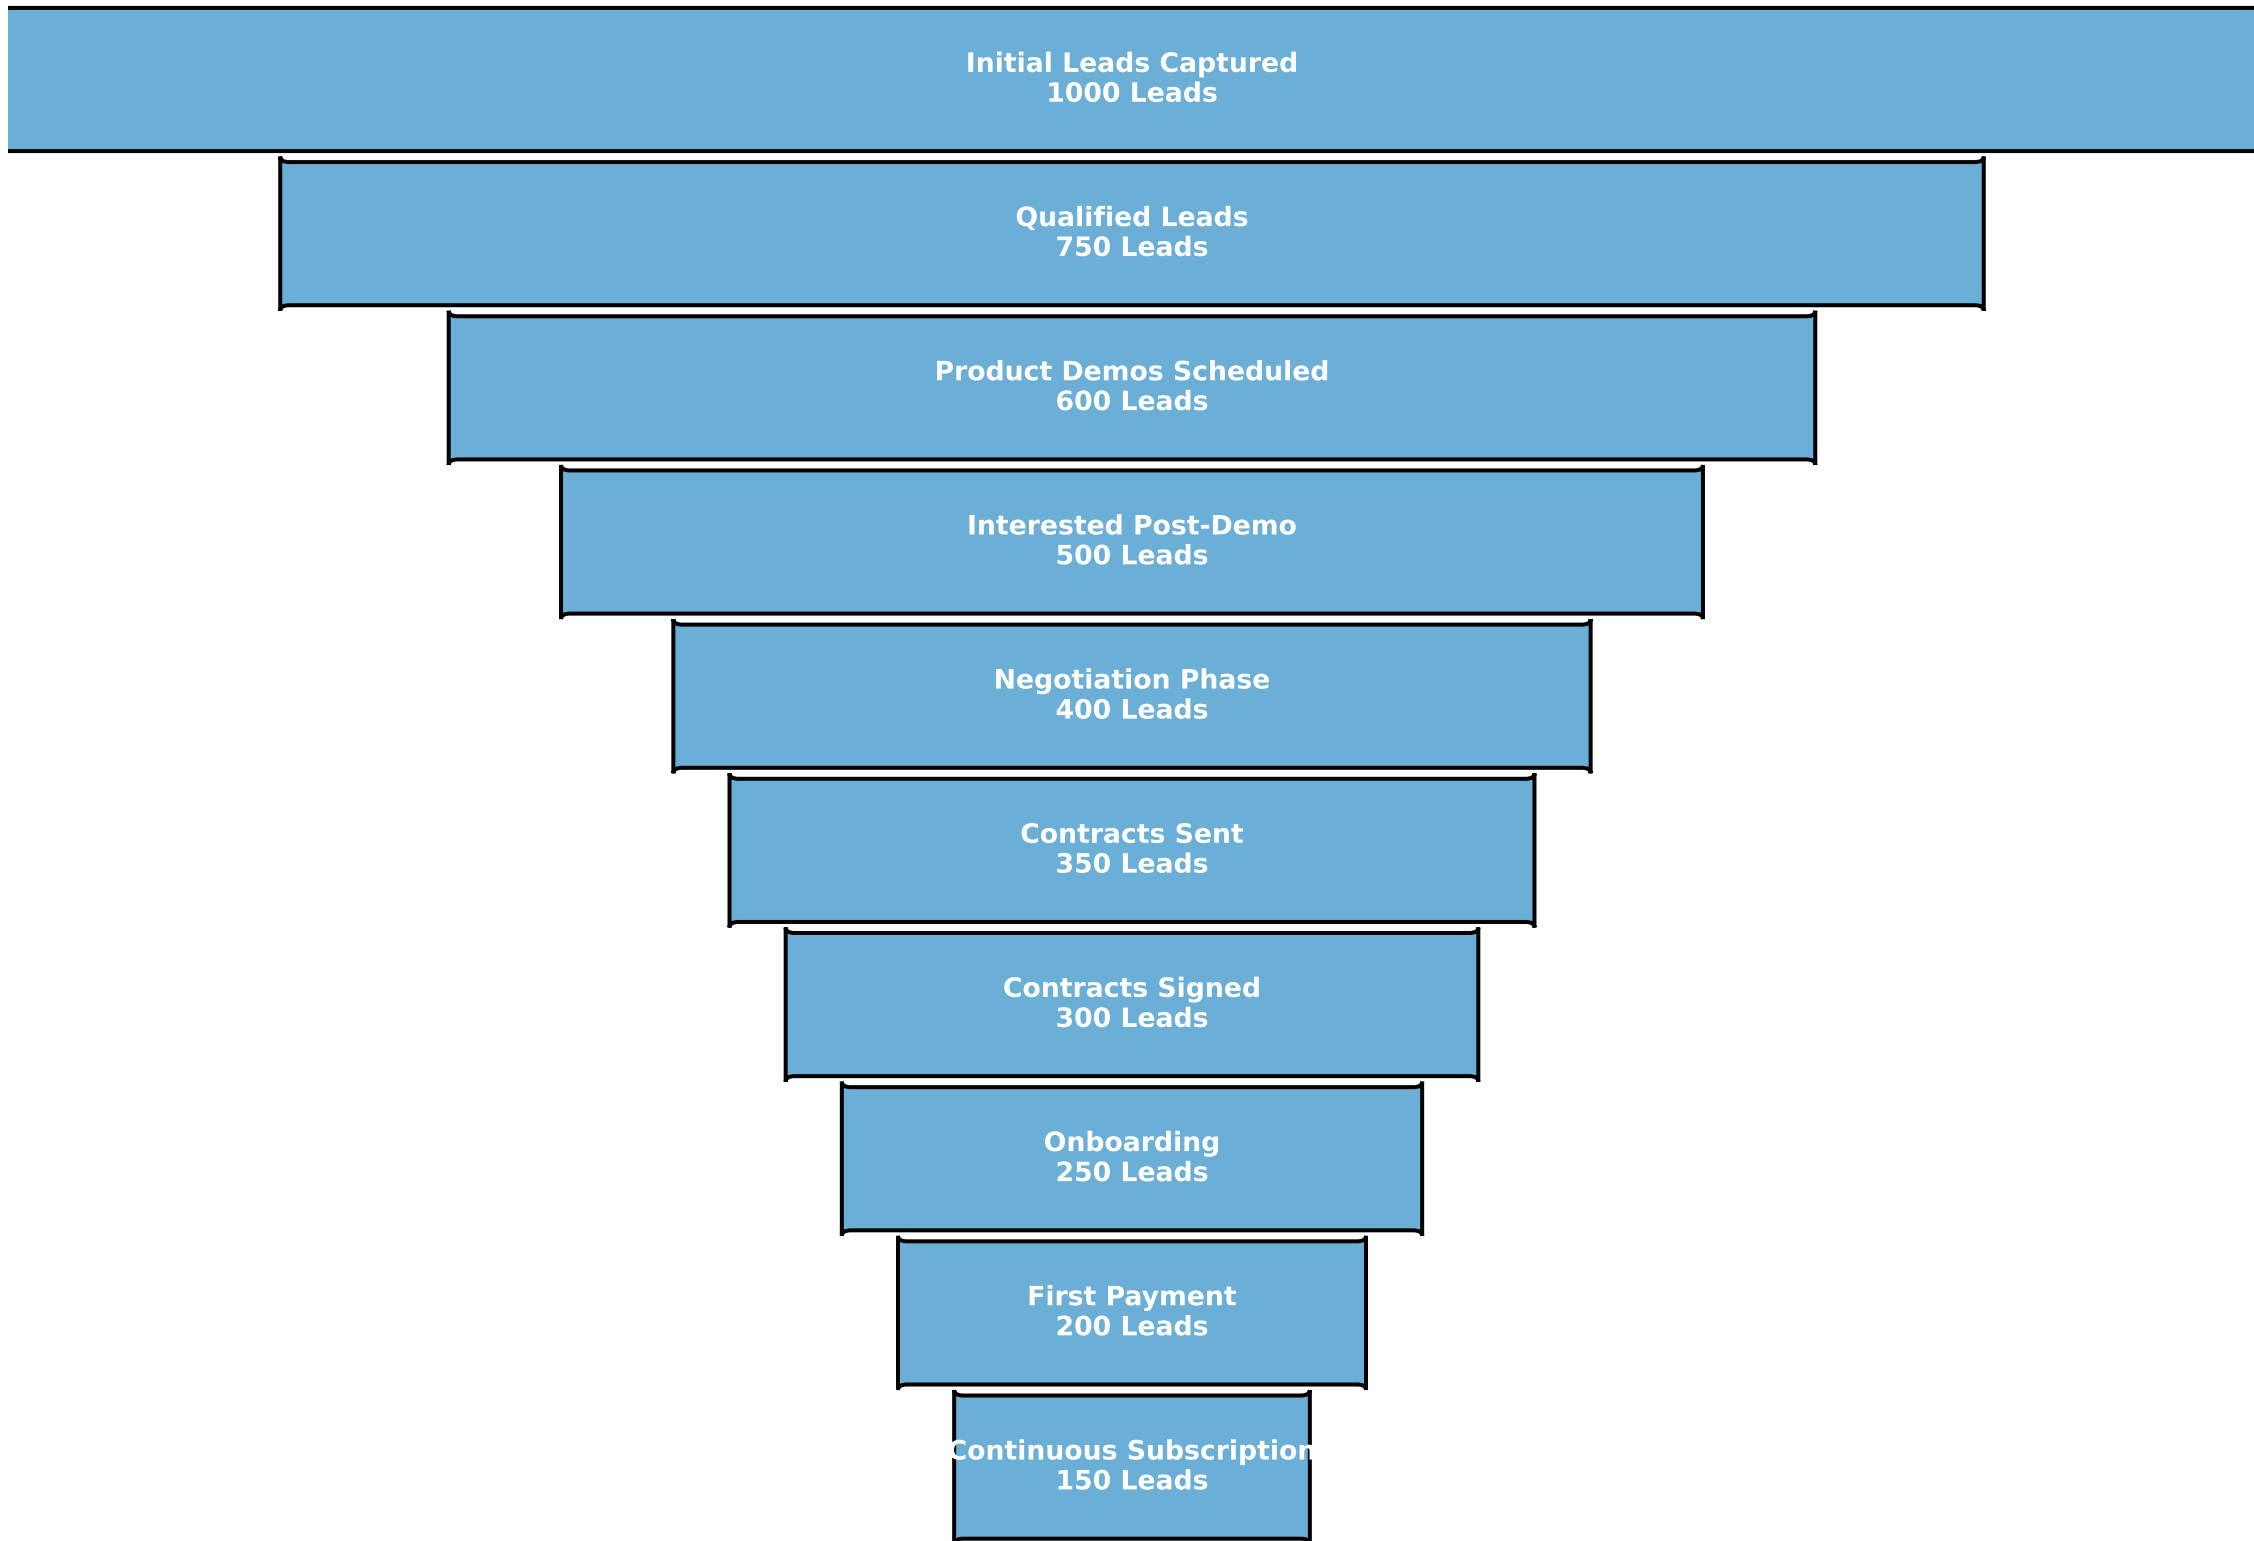 Initial Leads Captured
1000 Leads
Qualified Leads
750 Leads
Product Demos Scheduled
600 Leads
Interested Post-Demo
500 Leads
Negotiation Phase
400 Leads
Contracts Sent
350 Leads
Contracts Signed
300 Leads
Onboarding
250 Leads
First Payment
200 Leads
Continuous Subscription
150 Leads